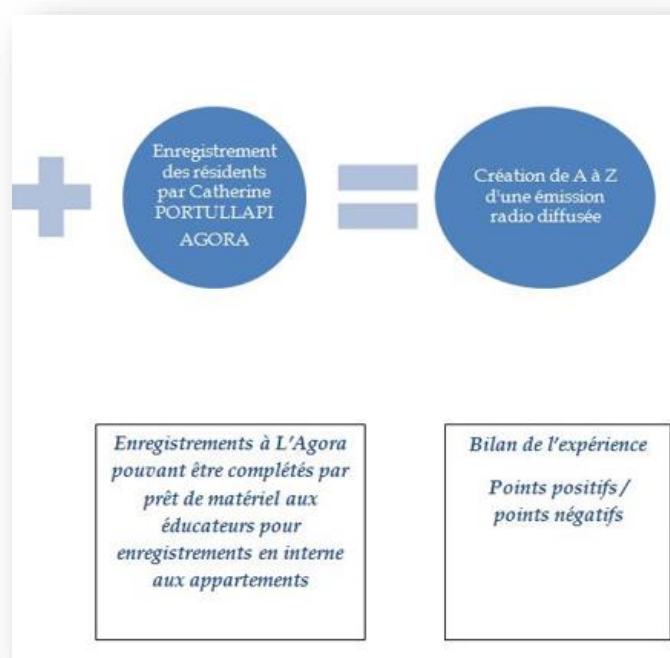 Enregistrement
des résidents
par Catherine
PORTULLAPI
AGORA
Création de A à Z
d'une émission
radio diffusée
Enregistrements à L'Agora
pouvant être complétés par
prêt de matériel aux
éducateurs pour
enregistrements en interne
aux appartements
Bilan de l'expérience
Points positifs /
points négatifs